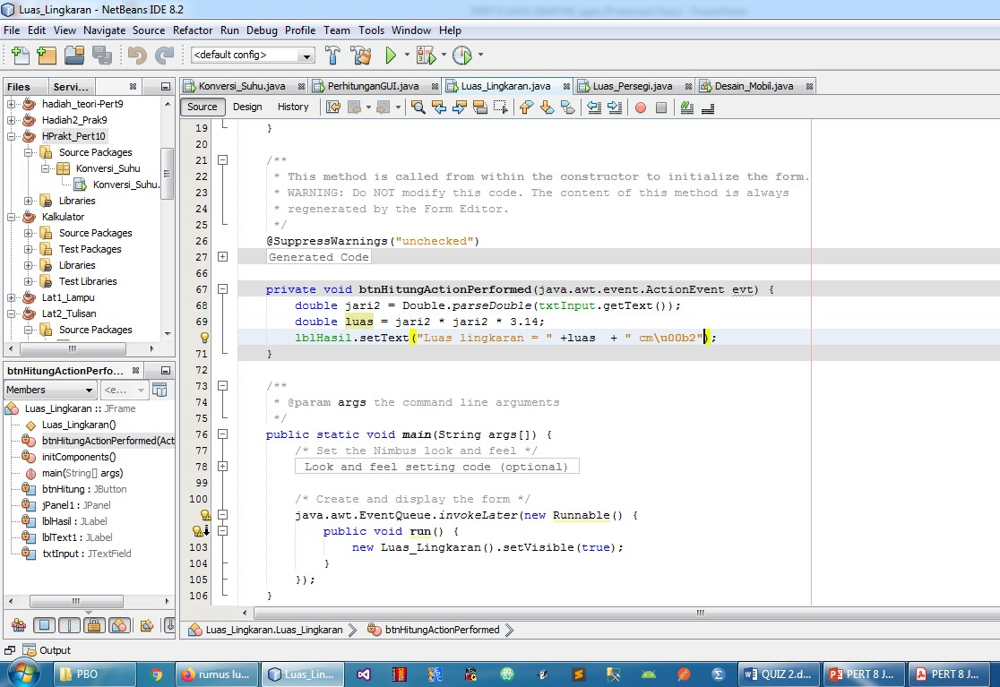 Luas_Lingkaran - NetBeans IDE 8.2
File Edit View Navigate Source Refactor Run Debug Profile Team Tools Window Help
<default config>
Files Servi...
Konversi_Suhu.java PerhitunganGUI.java Luas_Lingkaran.java Luas_Persegi.java Desain_Mobil.java
Source Design History
hadiah_teori-Pert9
Hadiah2_Prak9
HPrakt_Pert10
Source Packages
Konversi_Suhu
Konversi_Suhu.
Libraries
Kalkulator
Source Packages
Test Packages
Libraries
Test Libraries
Lat1_Lampu
Lat2_Tulisan
Source Packages
btnHitungActionPerfo...
Members <e...
Luas_Lingkaran :: JFrame
Luas_Lingkaran()
btnHitungActionPerformed(Act
initComponents()
main(String[] args)
btnHitung : JButton
jPanel1 : JPanel
lblHasil : JLabel
lblText1 : JLabel
txtInput : JTextField
19 }
20
21 /**
22 * This method is called from within the constructor to initialize the form.
23 * WARNING: Do NOT modify this code. The content of this method is always
24 * regenerated by the Form Editor.
25 */
26 @SuppressWarnings("unchecked")
27 Generated Code
66
67 private void btnHitungActionPerformed(java.awt.event.ActionEvent evt) {
68 double jari2 = Double.parseDouble(txtInput.getText());
69 double luas = jari2 * jari2 * 3.14;
lblHasil.setText("Luas lingkaran = " +luas  + " cm\u00b2");
71 }
72
73 /**
74 * @param args the command line arguments
75 */
76 public static void main(String args[]) {
77 /* Set the Nimbus look and feel */
78 Look and feel setting code (optional)
99
100 /* Create and display the form */
java.awt.EventQueue.invokeLater(new Runnable() {
public void run() {
103 new Luas_Lingkaran().setVisible(true);
104 }
105 });
106 }
Luas_Lingkaran.Luas_Lingkaran btnHitungActionPerformed
Output
PBO rumus lu... Luas_Lin... QUIZ 2.d... PERT 8 J... PERT 8 J...